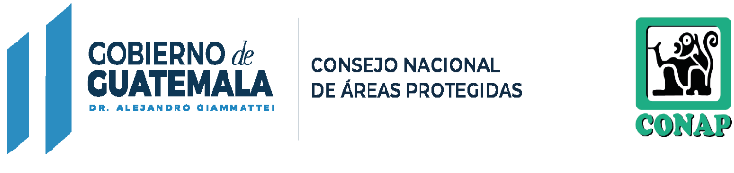 GOBIERNO de
GUATEMALA
DR. ALEJANDRO GIAMMATTEI
CONSEJO NACIONAL
DE ÁREAS PROTEGIDAS
CONAP